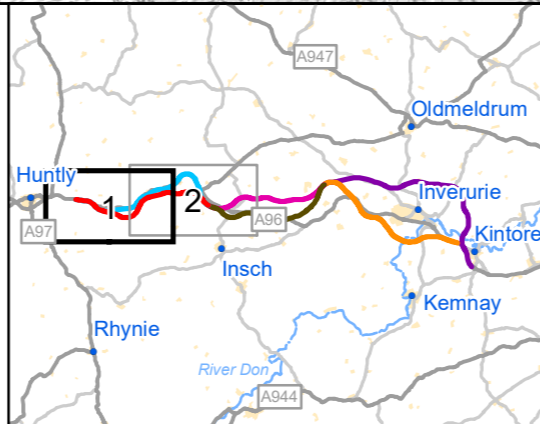 A947
Oldmeldrum
Huntly
1
2
Inverurie
A96
A97
Kintore
Insch
Kemnay
Rhynie
River Don
A944